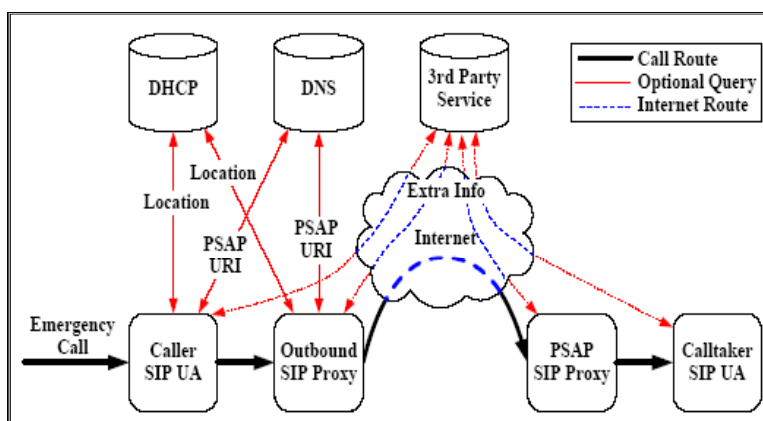 DHCP
DNS
3rd Party
Service
Call Route
Optional Query
Internet Route
Location
Location
PSAP
URI
PSAP
URI
Extra Info
Internet
Emergency
Call
Caller
SIP UA
Outbound
SIP Proxy
PSAP
SIP Proxy
Calltaker
SIP UA